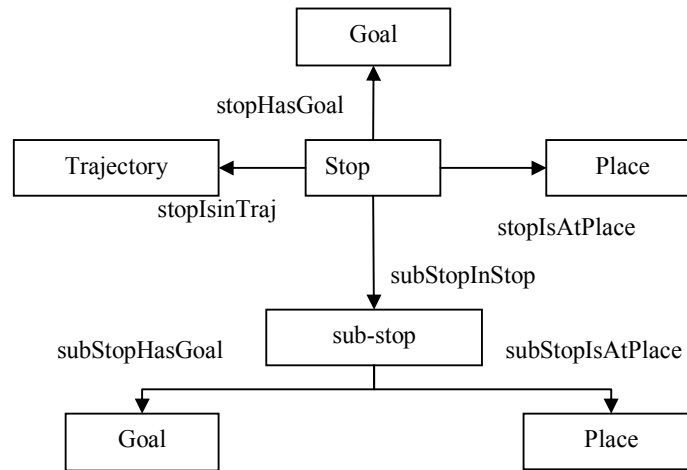 Goal
stopHasGoal
Trajectory
Stop
Place
stopIsinTraj
stopIsAtPlace
subStopInStop
sub-stop
subStopHasGoal
subStopIsAtPlace
Goal
Place